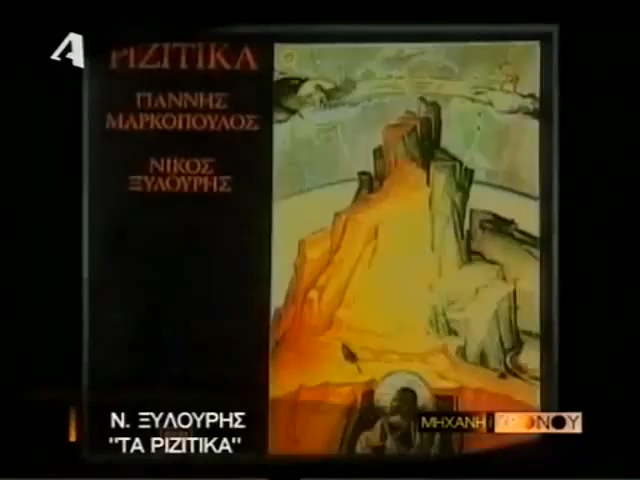 Α
ΡΙΖΙΤΙΚΑ
ΓΙΑΝΝΗΣ
ΜΑΡΚΟΠΟΥΛΟΣ
ΝΙΚΟΣ
ΞΥΛΟΥΡΗΣ
Ν. ΞΥΛΟΥΡΗΣ
"ΤΑ ΡΙΖΙΤΙΚΑ"
ΜΗΧΑΝΗ ΧΡΟΝΟΥ